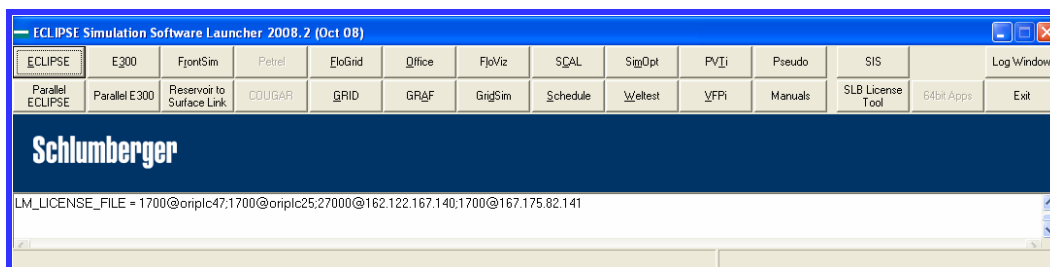 ECLIPSE Simulation Software Launcher 2008.2 (Oct 08)
ECLIPSE E300 FrontSim Petrel FloGrid Office FloViz SCAL SimOpt PVTi Pseudo SIS Log Window
Parallel ECLIPSE Parallel E300 Reservoir to Surface Link COUGAR GRID GRAF GridSim Schedule Weltest VFPi Manuals SLB License Tool 64bit Apps Exit
Schlumberger
LM_LICENSE_FILE = 1700@oriplc47;1700@oriplc25;27000@162.122.167.140;1700@167.175.82.141